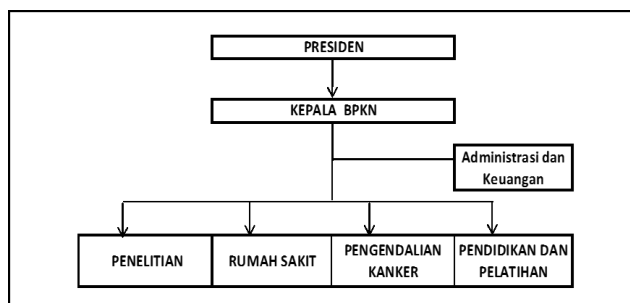 PRESIDEN
KEPALA BPKN
Administrasi dan
Keuangan
PENELITIAN
RUMAH SAKIT
PENGENDALIAN
KANKER
PENDIDIKAN DAN
PELATIHAN